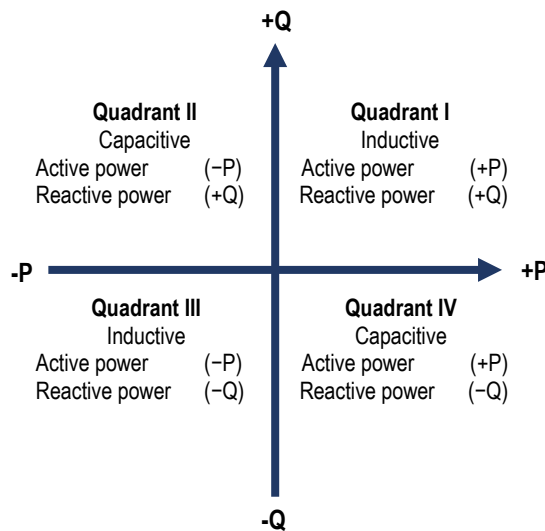 +Q
Quadrant II
Capacitive
Active power (−P)
Reactive power (+Q)
Quadrant I
Inductive
Active power (+P)
Reactive power (+Q)
-P
+P
Quadrant III
Inductive
Active power (−P)
Reactive power (−Q)
Quadrant IV
Capacitive
Active power (+P)
Reactive power (−Q)
-Q